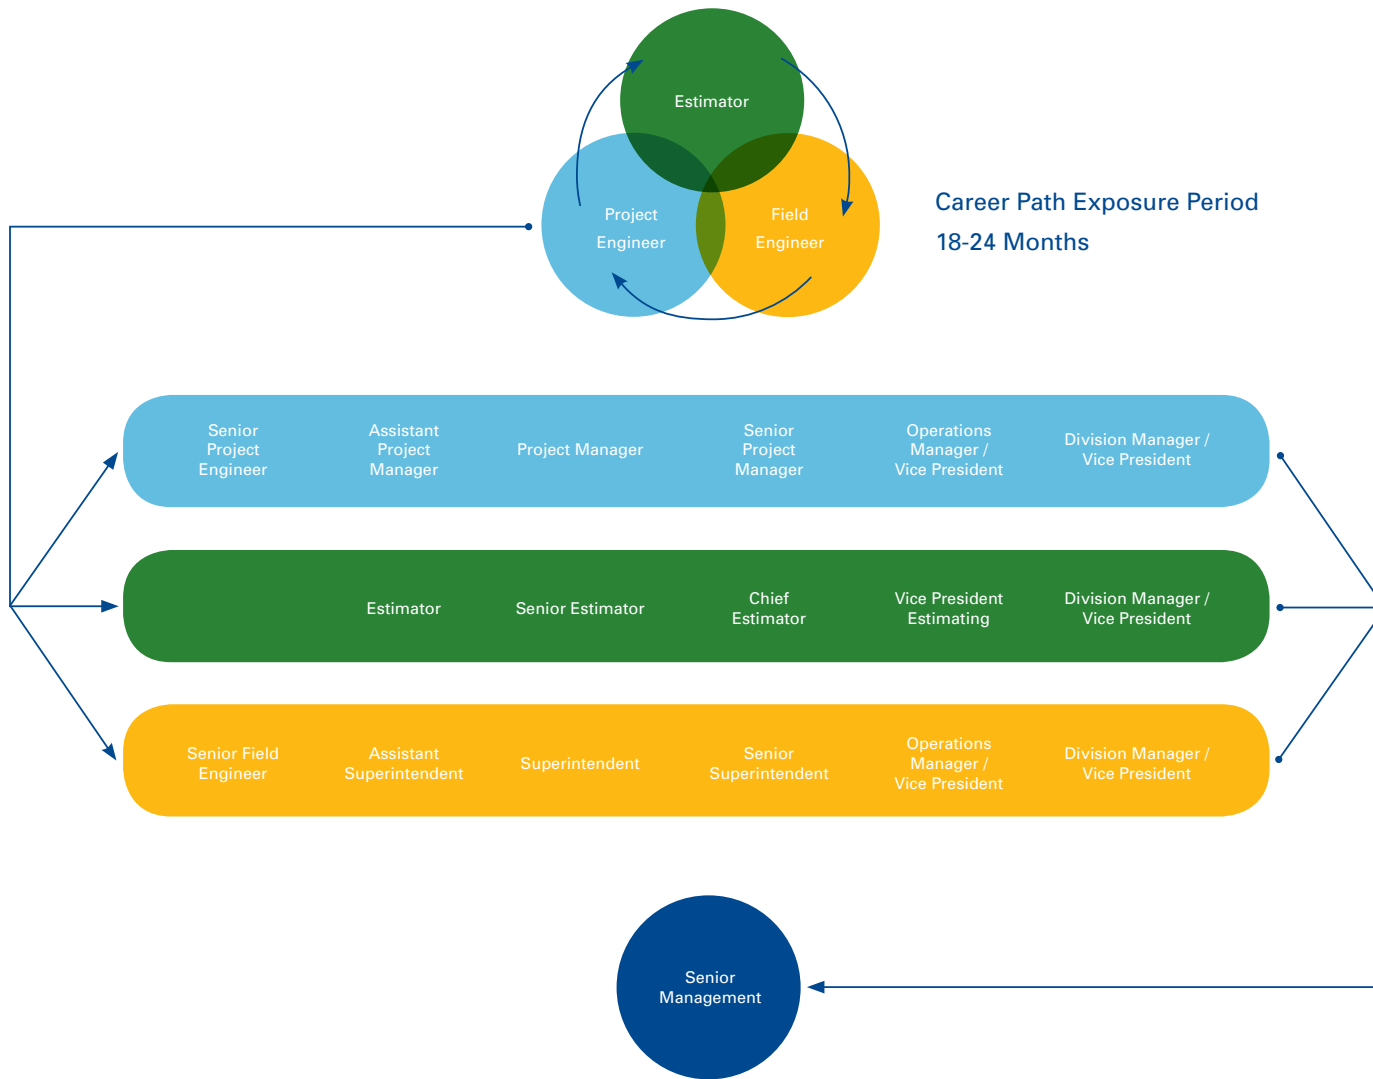 Estimator
Project
Engineer
Field
Engineer
Career Path Exposure Period
18-24 Months
Senior
Project
Engineer
Assistant
Project
Manager
Project Manager
Senior
Project
Manager
Operations
Manager /
Vice President
Division Manager /
Vice President
Estimator
Senior Estimator
Chief
Estimator
Vice President
Estimating
Division Manager /
Vice President
Senior Field
Engineer
Assistant
Superintendent
Superintendent
Senior
Superintendent
Operations
Manager /
Vice President
Division Manager /
Vice President
Senior
Management